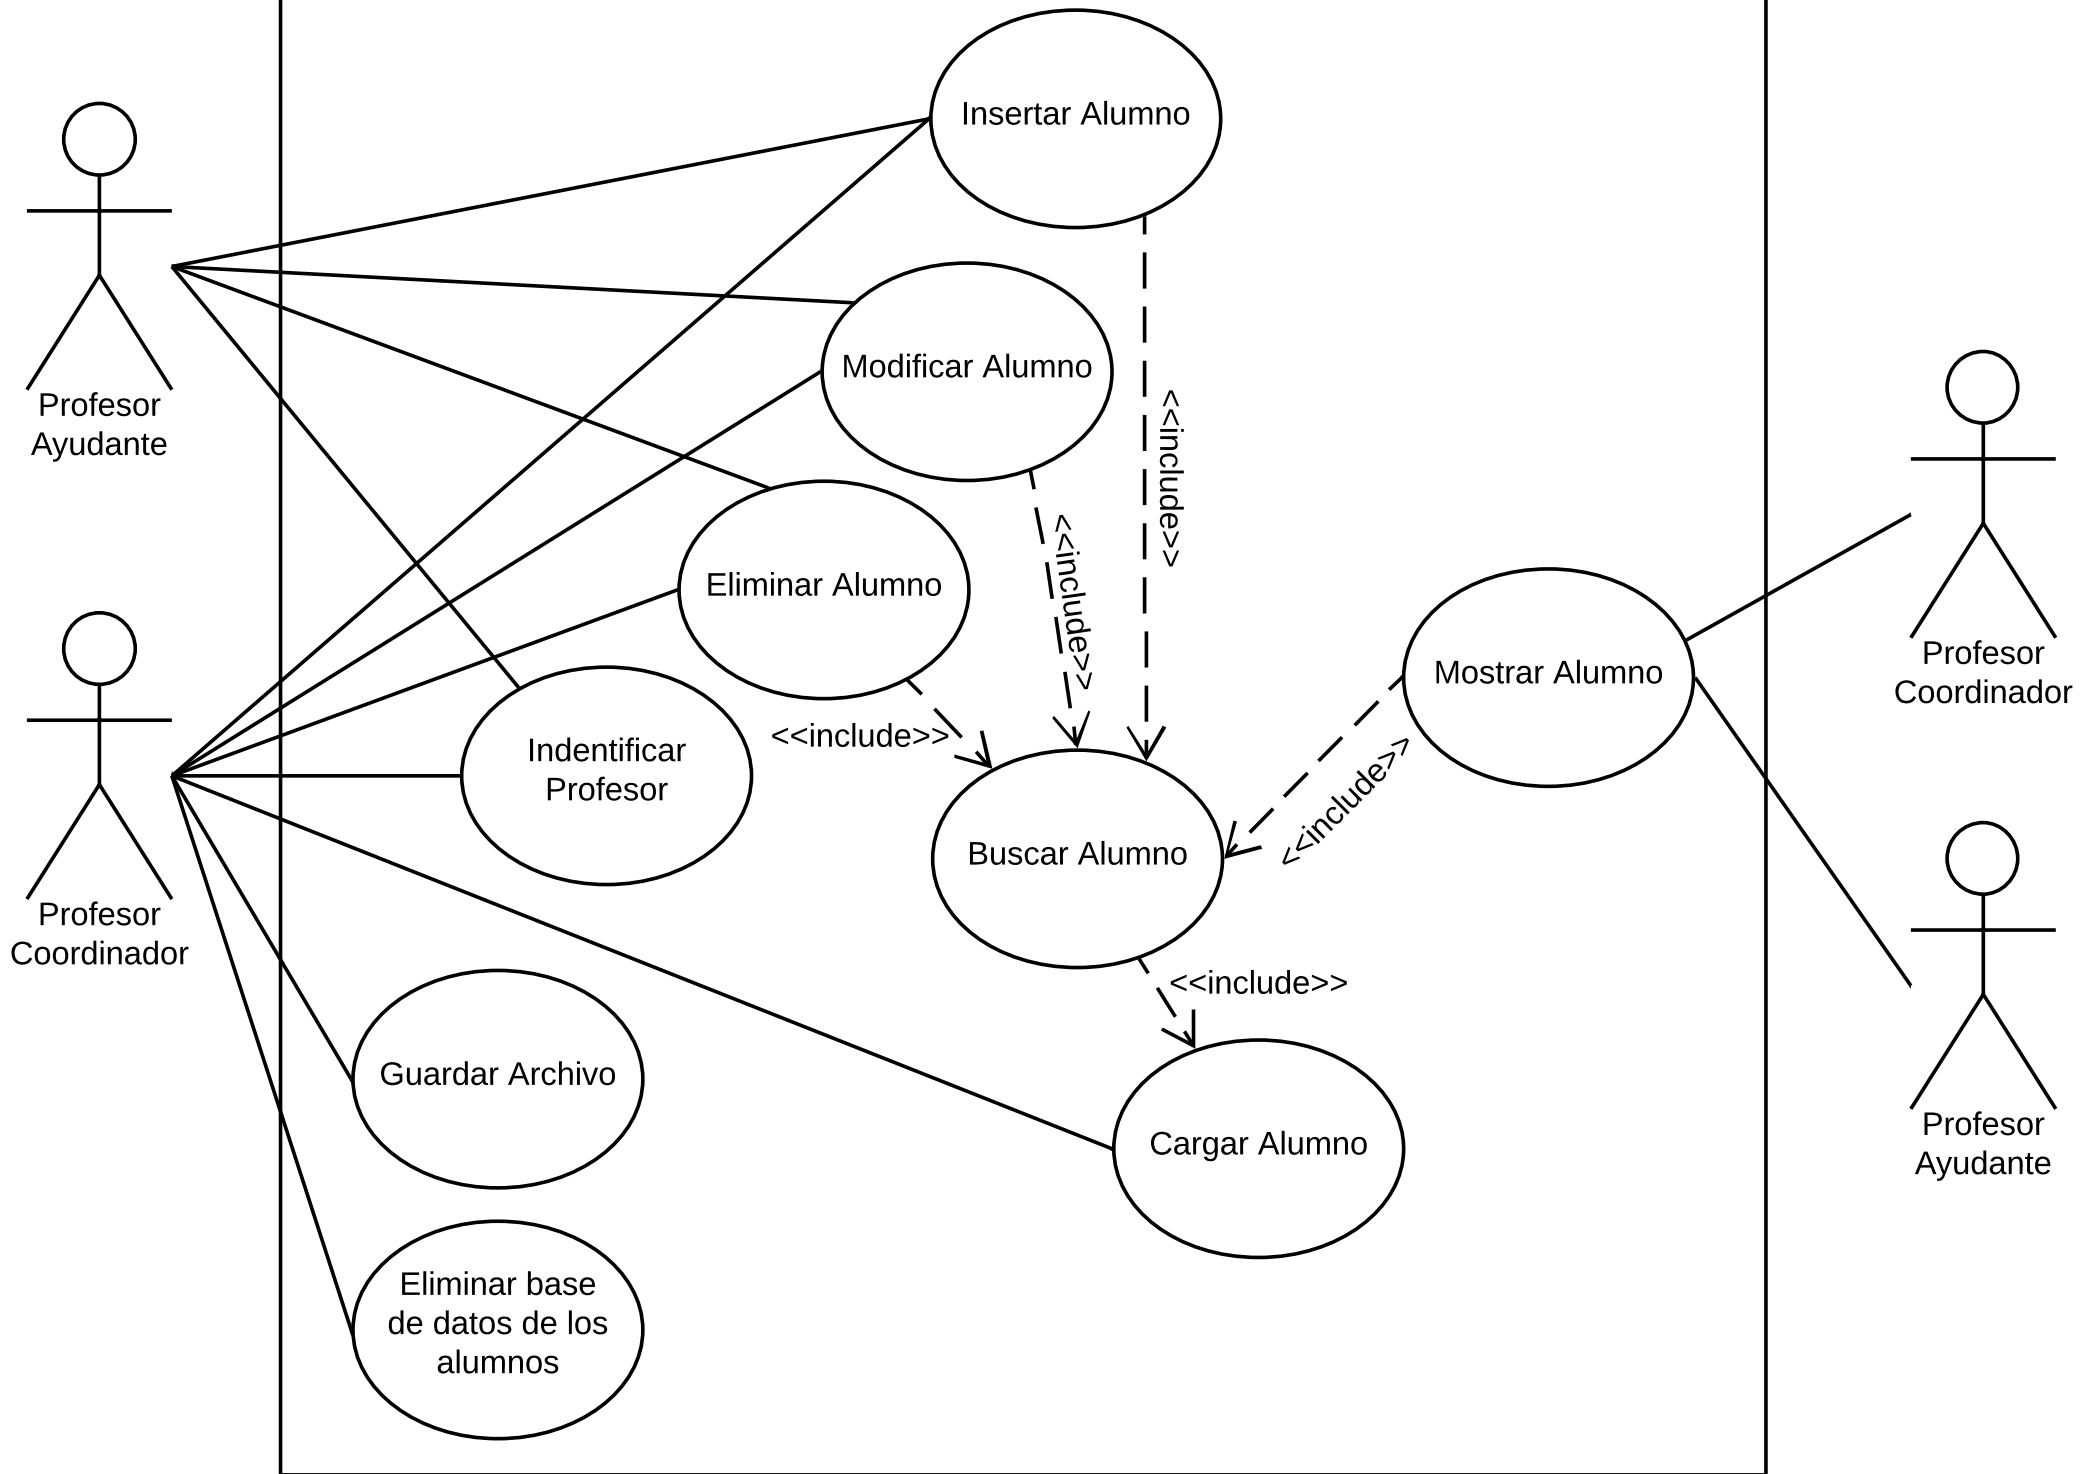 Insertar Alumno
Modificar Alumno
<<include>>
Profesor
Ayudante
<<include>>
Eliminar Alumno
Profesor
Coordinador
Mostrar Alumno
<<include>>
Indentificar
Profesor
<<include>>
Buscar Alumno
Profesor
Coordinador
<<include>>
Guardar Archivo
Cargar Alumno
Profesor
Ayudante
Eliminar base
de datos de los
alumnos